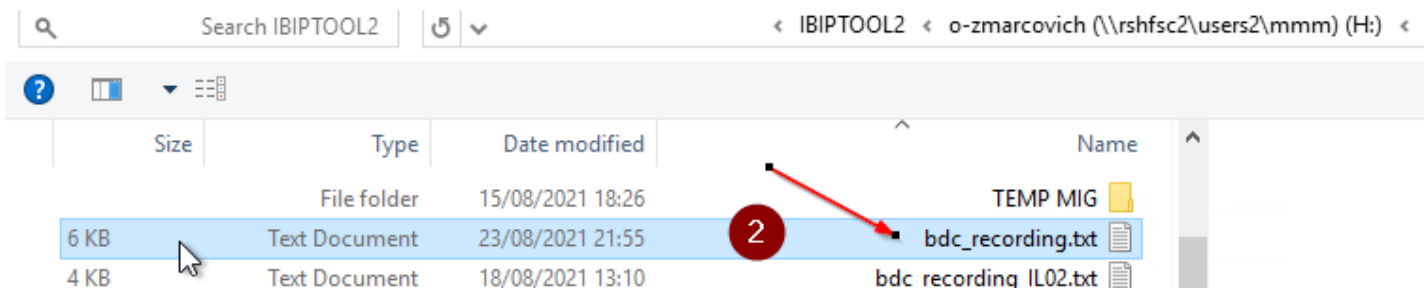 Search IBIPTOOL2 < IBIPTOOL2 < o-zmarcovich (\\rshfsc2\users2\mmm) (H:) <
?
Size Type Date modified Name
File folder 15/08/2021 18:26 TEMP MIG
6 KB Text Document 23/08/2021 21:55 2 bdc_recording.txt
4 KB Text Document 18/08/2021 13:10 bdc_recording_IL02.txt